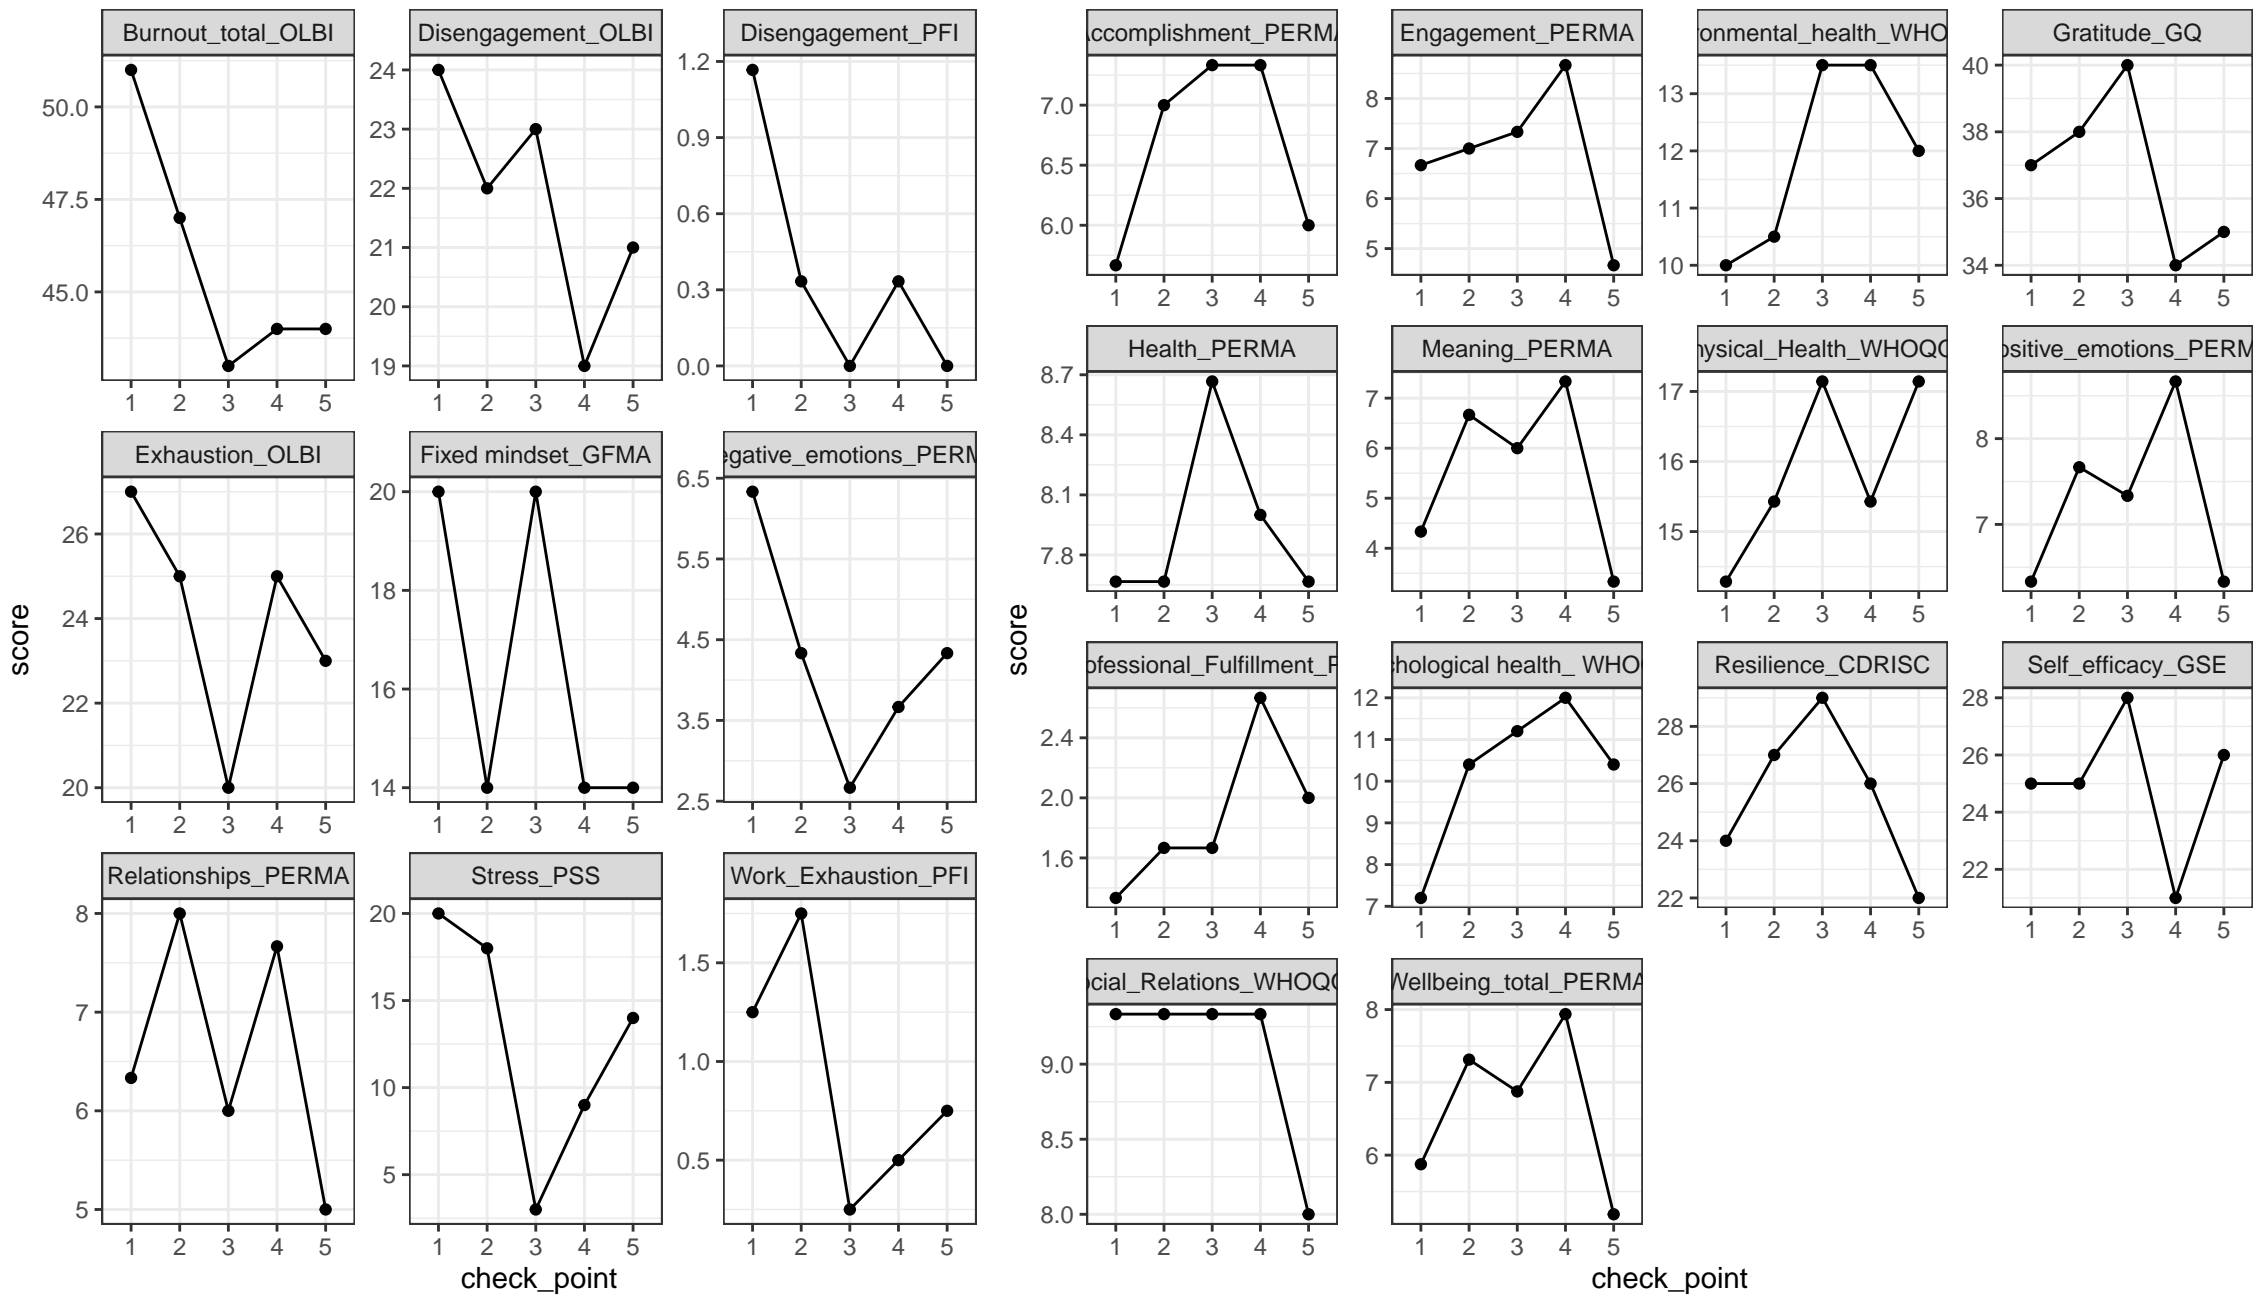 Burnout_total_OLBI
Disengagement_OLBI
Disengagement_PFI
50.0
47.5
45.0
1 2 3 4 5
24
23
22
21
20
19
1 2 3 4 5
1.2
0.9
0.6
0.3
0.0
1 2 3 4 5
Exhaustion_OLBI
Fixed mindset_GFMA
egative_emotions_PERM
26
24
22
20
1 2 3 4 5
20
18
16
14
1 2 3 4 5
6.5
5.5
4.5
3.5
2.5
1 2 3 4 5
Relationships_PERMA
Stress_PSS
Work_Exhaustion_PFI
8
7
6
5
1 2 3 4 5
20
15
10
5
1 2 3 4 5
1.5
1.0
0.5
1 2 3 4 5
score
check_point
Accomplishment_PERMA
Engagement_PERMA
onmental_health_WHO
Gratitude_GQ
7.0
6.5
6.0
1 2 3 4 5
8
7
6
5
1 2 3 4 5
13
12
11
10
1 2 3 4 5
40
38
36
34
1 2 3 4 5
Health_PERMA
Meaning_PERMA
hysical_Health_WHOQO
ositive_emotions_PERM
8.7
8.4
8.1
7.8
1 2 3 4 5
7
6
5
4
1 2 3 4 5
17
16
15
1 2 3 4 5
8
7
1 2 3 4 5
ofessional_Fulfillment_P
chological health_ WHO
Resilience_CDRISC
Self_efficacy_GSE
2.4
2.0
1.6
1 2 3 4 5
12
11
10
9
8
7
1 2 3 4 5
28
26
24
22
1 2 3 4 5
28
26
24
22
1 2 3 4 5
ocial_Relations_WHOQO
Wellbeing_total_PERMA
9.0
8.5
8.0
1 2 3 4 5
8
7
6
1 2 3 4 5
score
check_point